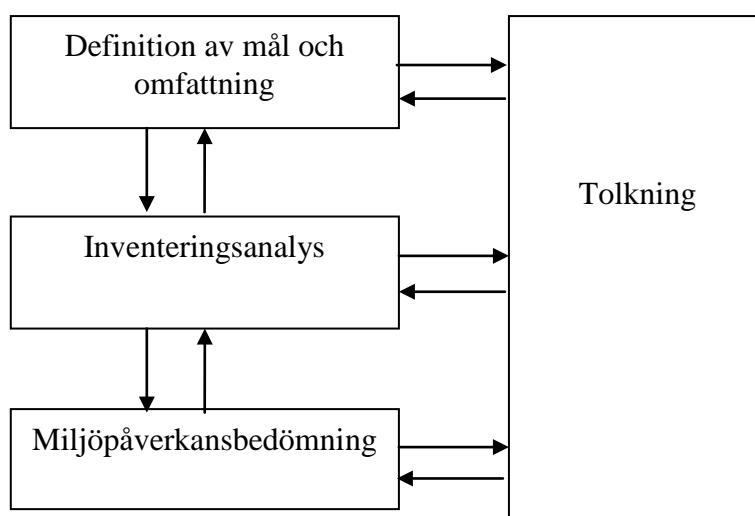 Definition av mål och
omfattning
Tolkning
Inventeringsanalys
Miljöpåverkansbedömning